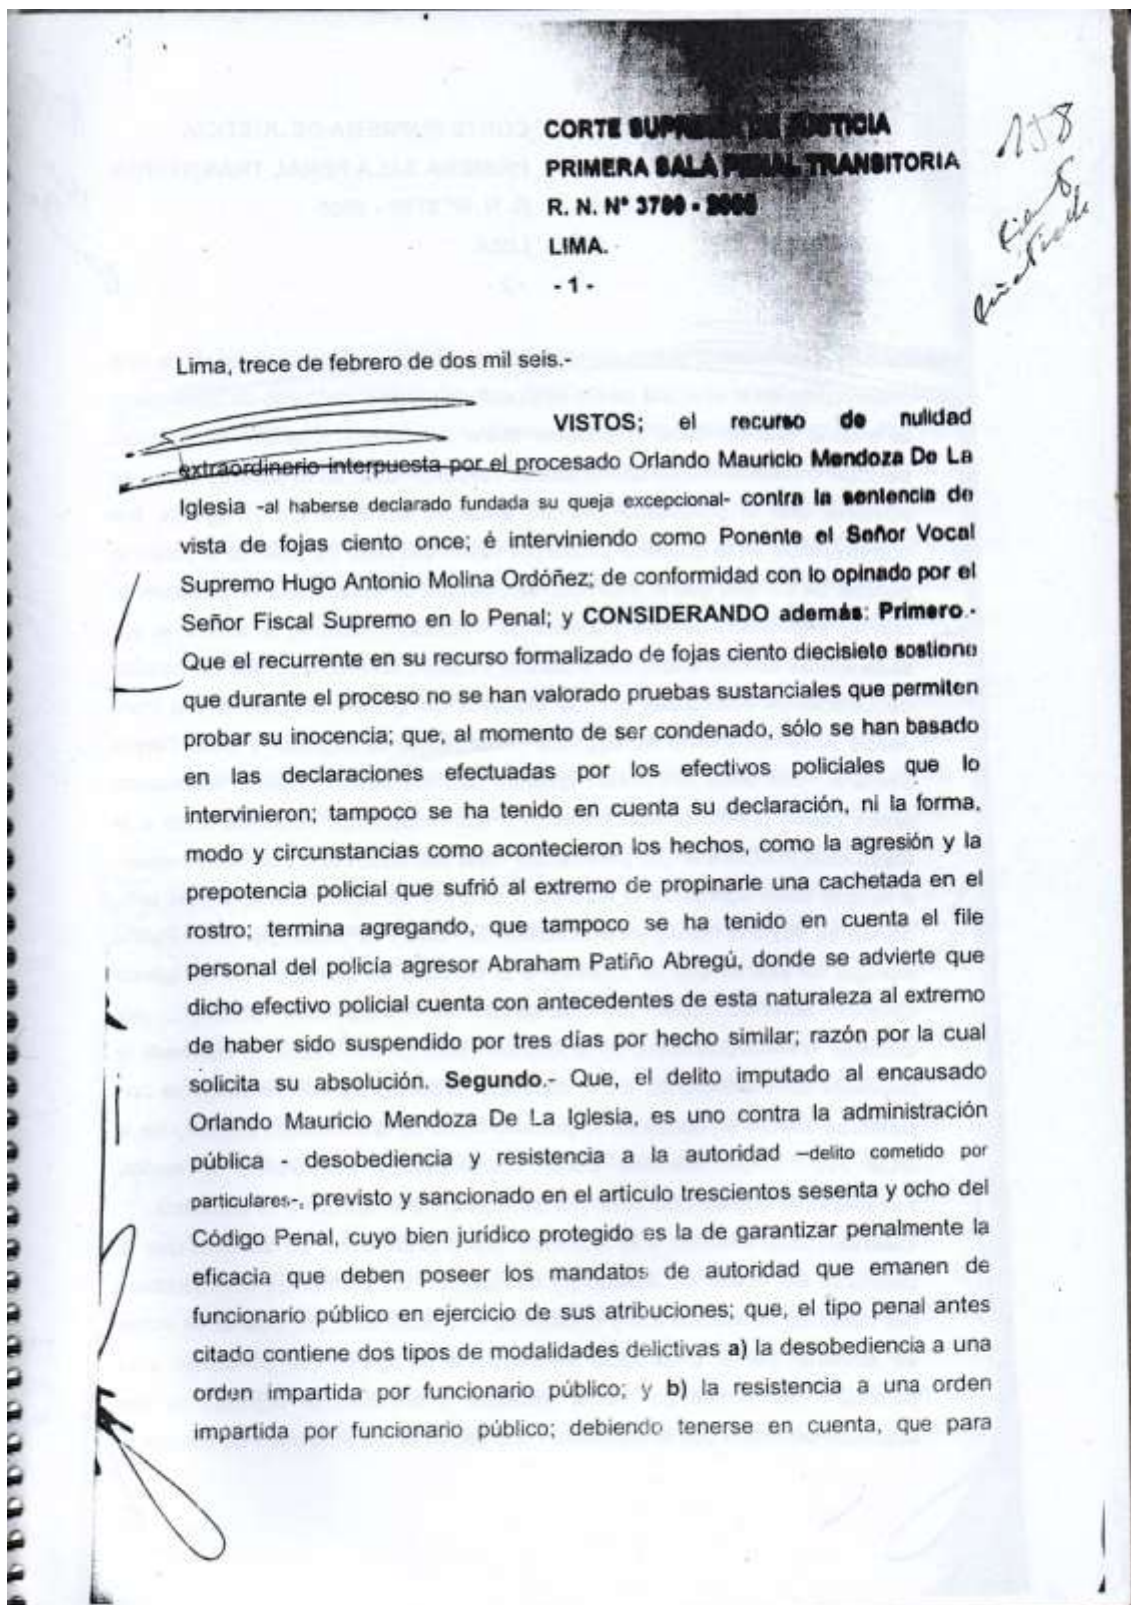 CORTE SUPREMA DE JUSTICIA
PRIMERA SALA PENAL TRANSITORIA
R. N. N°
LIMA.
- 1 -
158
Lima, trece de febrero de dos mil seis.-
VISTOS; el recurso de nulidad
extraordinario interpuesta por el procesado Orlando Mauricio Mendoza De La
Iglesia -al haberse declarado fundada su queja excepcional- contra la sentencia de
vista de fojas ciento once; é interviniendo como Ponente el Señor Vocal
Supremo Hugo Antonio Molina Ordóñez; de conformidad con lo opinado por el
Señor Fiscal Supremo en lo Penal; y CONSIDERANDO además: Primero.-
Que el recurrente en su recurso formalizado de fojas ciento diecisiete sostiene
que durante el proceso no se han valorado pruebas sustanciales que permiten
probar su inocencia; que, al momento de ser condenado, sólo se han basado
en las declaraciones efectuadas por los efectivos policiales que lo
intervinieron; tampoco se ha tenido en cuenta su declaración, ni la forma,
modo y circunstancias como acontecieron los hechos, como la agresión y la
prepotencia policial que sufrió al extremo de propinarle una cachetada en el
rostro; termina agregando, que tampoco se ha tenido en cuenta el file
personal del policía agresor Abraham Patiño Abregú, donde se advierte que
dicho efectivo policial cuenta con antecedentes de esta naturaleza al extremo
de haber sido suspendido por tres días por hecho similar; razón por la cual
solicita su absolución. Segundo.- Que, el delito imputado al encausado
Orlando Mauricio Mendoza De La Iglesia, es uno contra la administración
pública - desobediencia y resistencia a la autoridad –delito cometido por
particulares-, previsto y sancionado en el articulo trescientos sesenta y ocho del
Código Penal, cuyo bien jurídico protegido es la de garantizar penalmente la
eficacia que deben poseer los mandatos de autoridad que emanen de
funcionario público en ejercicio de sus atribuciones; que, el tipo penal antes
citado contiene dos tipos de modalidades delictivas a) la desobediencia a una
orden impartida por funcionario público; y b) la resistencia a una orden
impartida por funcionario público; debiendo tenerse en cuenta, que para